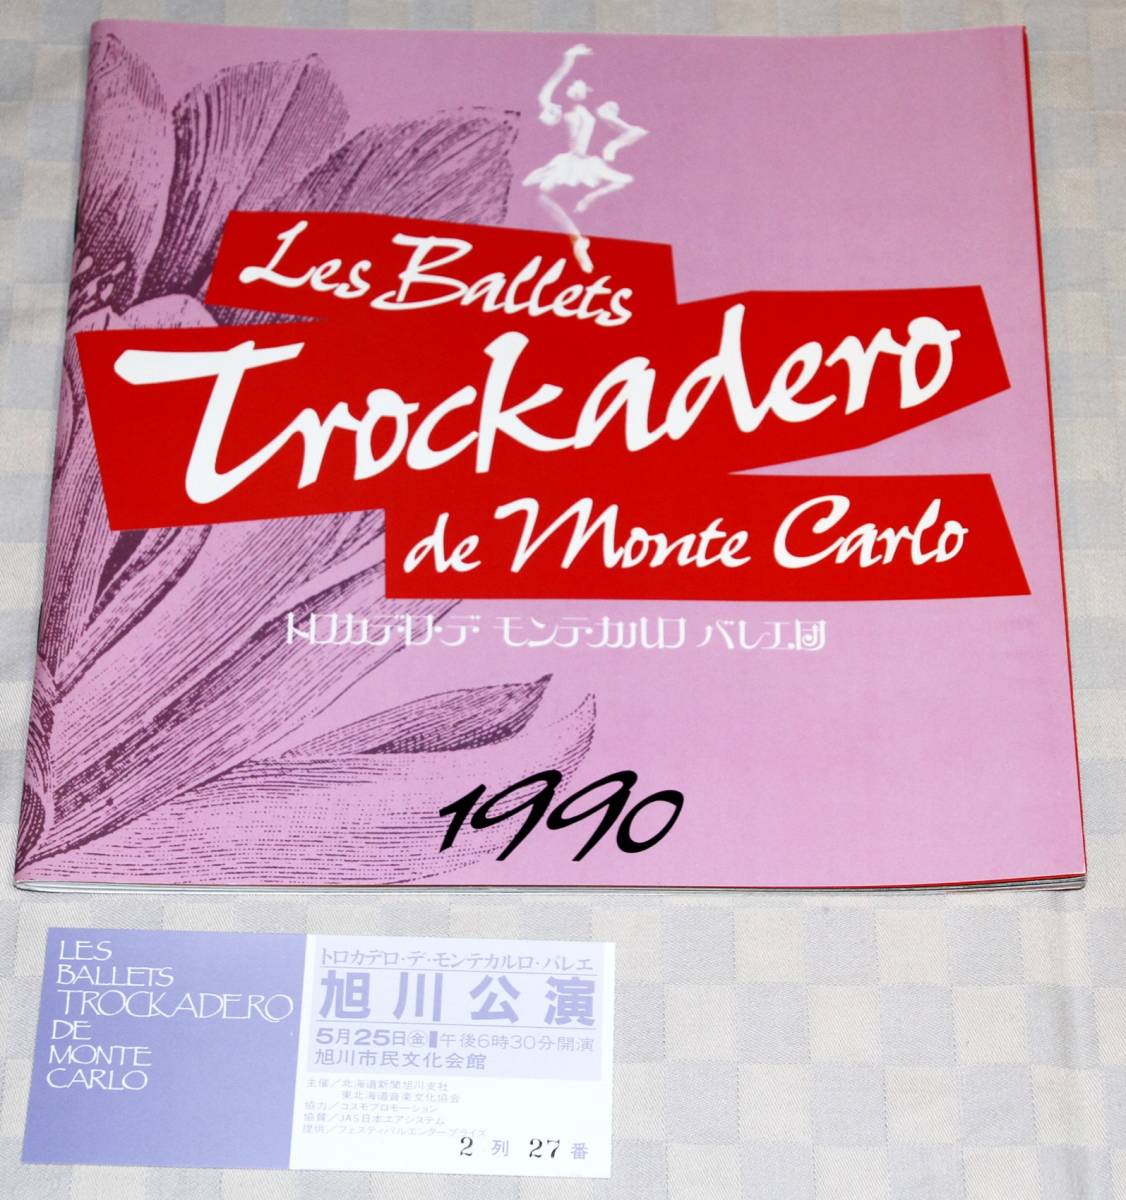 Les Ballets
Trockadero
de Monte Carlo
トロカデ・ロ・デ・ モンテ・カルロ バレエ団
1990
LES
BALLETS
TROCKADERO
DE
MONTE
CARLO
トロカデロ・デ・モンテカルロ・バレエ
旭川公演
5月25日㊎ 午後6時30分開演
旭川市民文化会館
主催／北海道新聞旭川支社
東北海道音楽文化協会
協力／コスモプロモーション
協賛／JAS日本エアシステム
提供／フェスティバルエンタープライズ
2 列 27 番